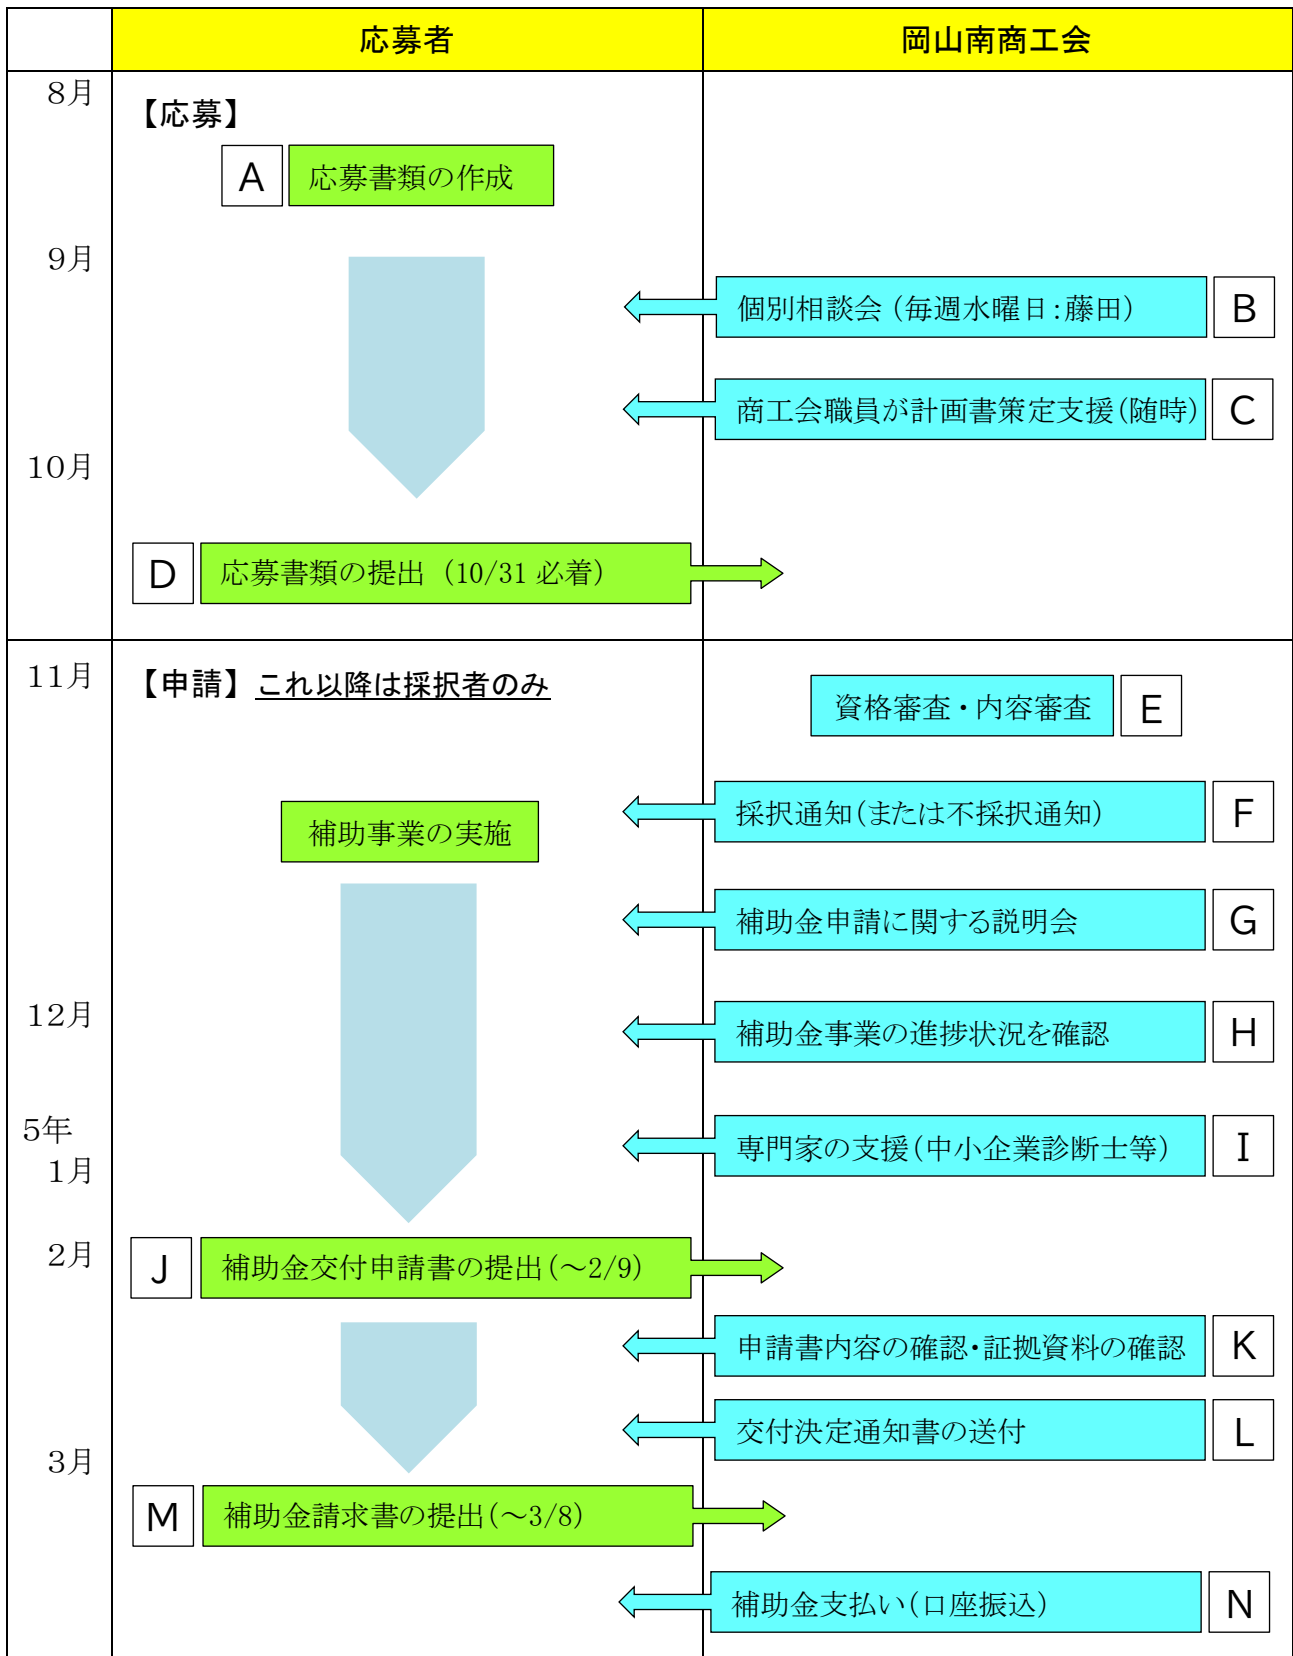 応募者
岡山南商工会
8月
【応募】
A
応募書類の作成
9月
個別相談会（毎週水曜日：藤田）
B
商工会職員が計画書策定支援（随時）
C
10月
D
応募書類の提出（10/31 必着）
11月
【申請】これ以降は採択者のみ
資格審査・内容審査
E
採択通知（または不採択通知）
F
補助事業の実施
補助金申請に関する説明会
G
12月
補助金事業の進捗状況を確認
H
5年
1月
専門家の支援（中小企業診断士等）
I
2月
J
補助金交付申請書の提出（～2/9）
申請書内容の確認・証拠資料の確認
K
交付決定通知書の送付
L
3月
M
補助金請求書の提出（～3/8）
補助金支払い（口座振込）
N